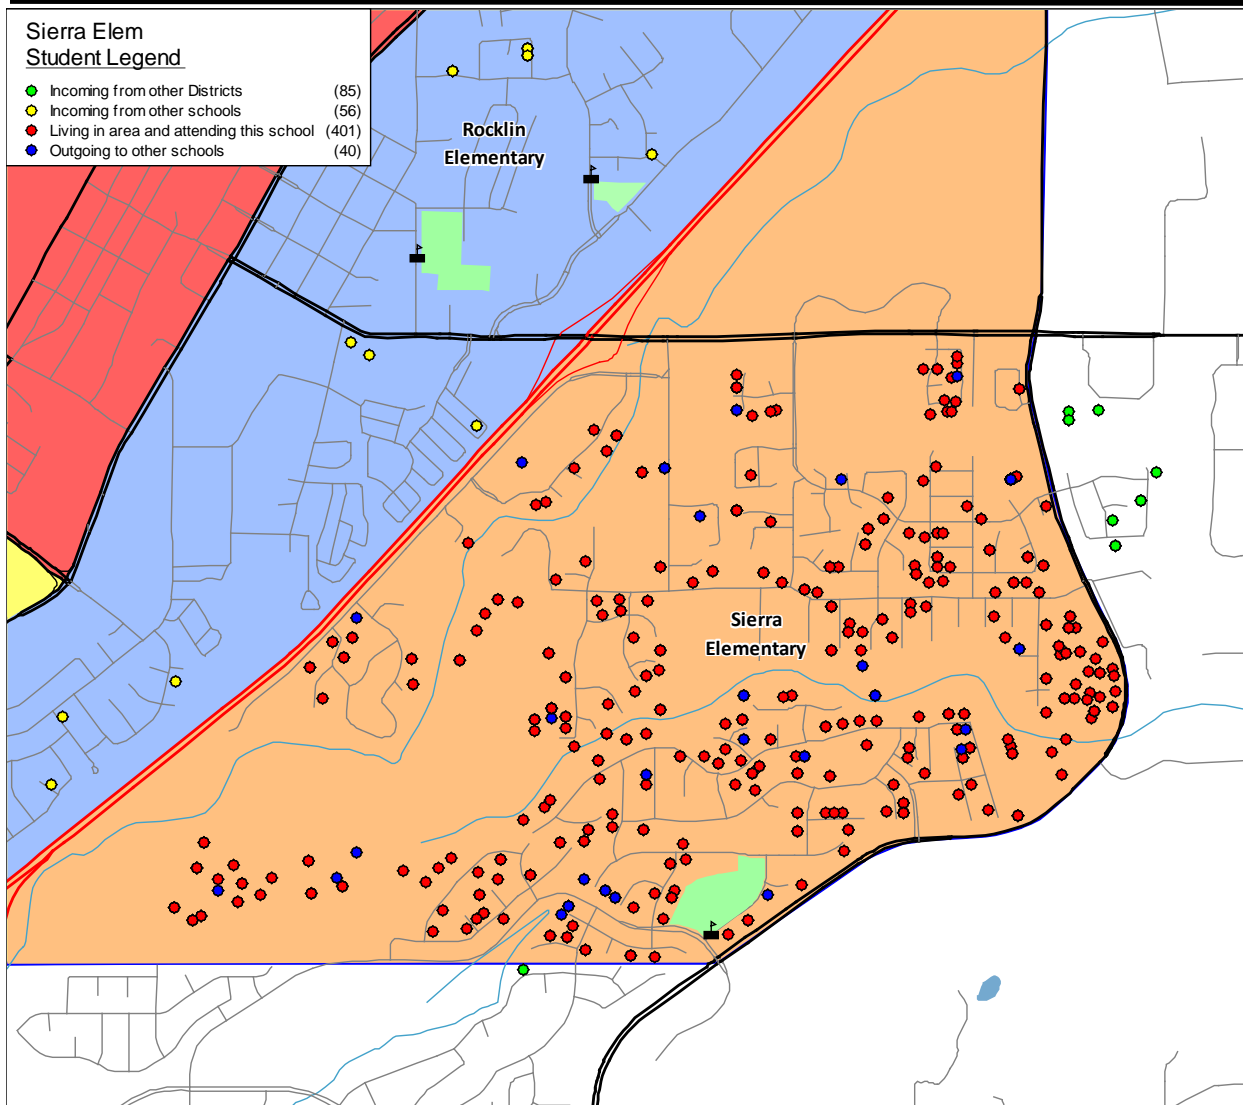 Sierra Elem
Student Legend
Incoming from other Districts (85)
Incoming from other schools (56)
Living in area and attending this school (401)
Outgoing to other schools (40)
Rocklin
Elementary
Sierra
Elementary